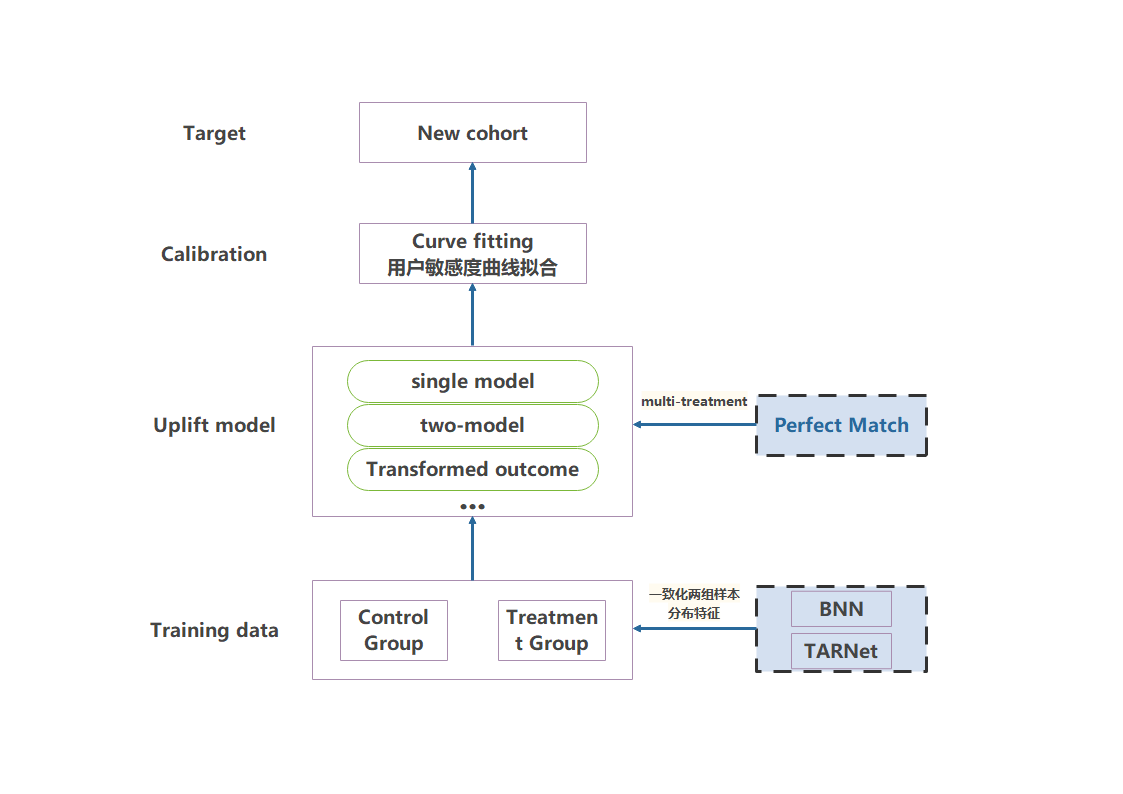 Target
New cohort
Calibration
Curve fitting
用户敏感度曲线拟合
Uplift model
single model
two-model
Transformed outcome
•••
multi-treatment
Perfect Match
Training data
Control
Group
Treatmen
t Group
一致化两组样本
分布特征
BNN
TARNet